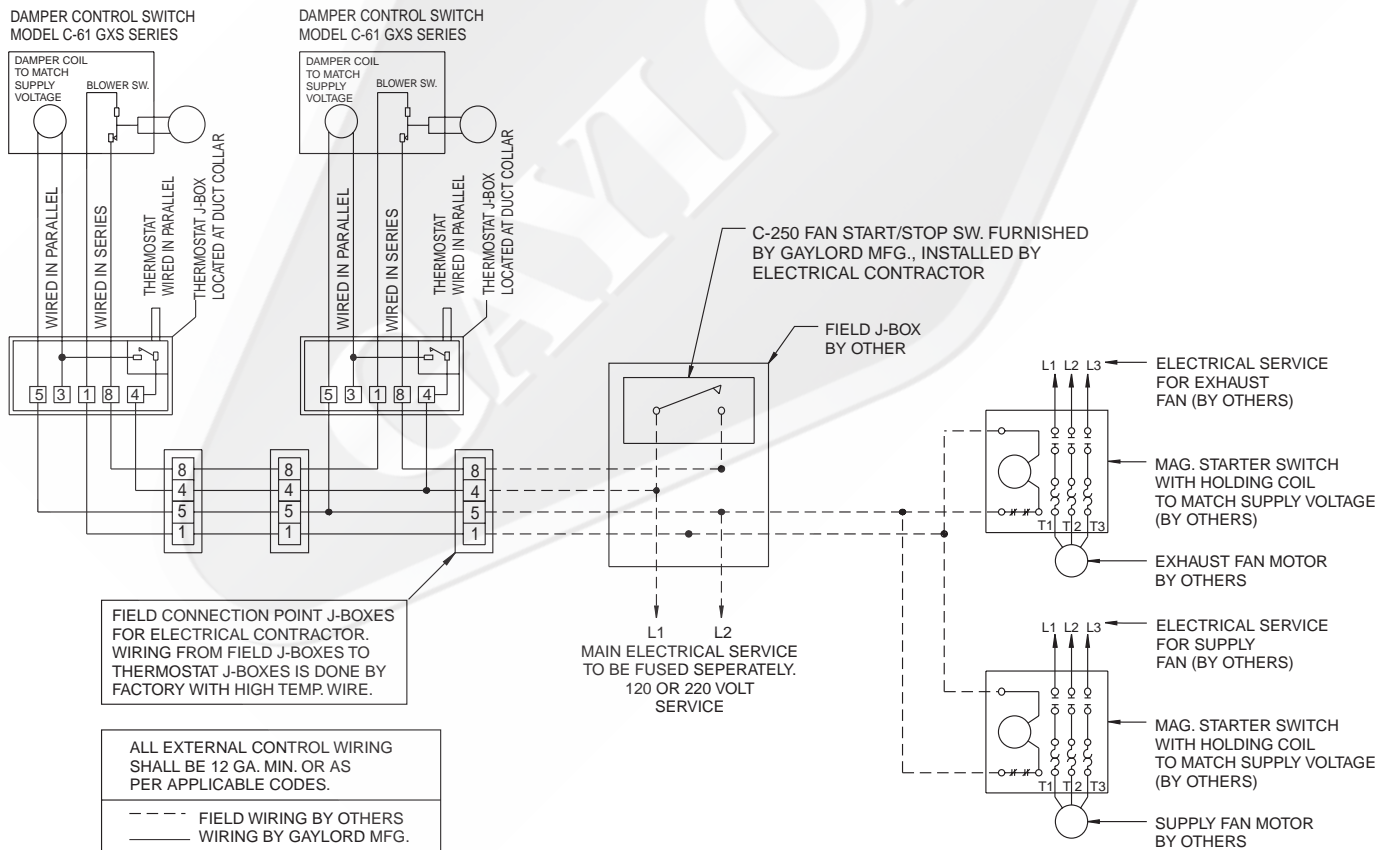 DAMPER CONTROL SWITCH
MODEL C-61 GXS SERIES
DAMPER COIL
TO MATCH
SUPPLY
VOLTAGE
BLOWER SW.
WIRED IN PARALLEL
WIRED IN SERIES
THERMOSTAT
WIRED IN PARALLEL
THERMOSTAT J-BOX
LOCATED AT DUCT COLLAR
5 3 1 8 4
DAMPER CONTROL SWITCH
MODEL C-61 GXS SERIES
DAMPER COIL
TO MATCH
SUPPLY
VOLTAGE
BLOWER SW.
WIRED IN PARALLEL
WIRED IN SERIES
THERMOSTAT
WIRED IN PARALLEL
THERMOSTAT J-BOX
LOCATED AT DUCT COLLAR
5 3 1 8 4
8
4
5
1
8
4
5
1
8
4
5
1
FIELD CONNECTION POINT J-BOXES
FOR ELECTRICAL CONTRACTOR.
WIRING FROM FIELD J-BOXES TO
THERMOSTAT J-BOXES IS DONE BY
FACTORY WITH HIGH TEMP. WIRE.
ALL EXTERNAL CONTROL WIRING
SHALL BE 12 GA. MIN. OR AS
PER APPLICABLE CODES.
FIELD WIRING BY OTHERS
WIRING BY GAYLORD MFG.
C-250 FAN START/STOP SW. FURNISHED
BY GAYLORD MFG., INSTALLED BY
ELECTRICAL CONTRACTOR
FIELD J-BOX
BY OTHER
L1 L2
MAIN ELECTRICAL SERVICE
TO BE FUSED SEPERATELY.
120 OR 220 VOLT
SERVICE
L1 L2 L3
ELECTRICAL SERVICE
FOR EXHAUST
FAN (BY OTHERS)
MAG. STARTER SWITCH
WITH HOLDING COIL
TO MATCH SUPPLY VOLTAGE
(BY OTHERS)
T1 T2 T3
EXHAUST FAN MOTOR
BY OTHERS
L1 L2 L3
ELECTRICAL SERVICE
FOR SUPPLY
FAN (BY OTHERS)
MAG. STARTER SWITCH
WITH HOLDING COIL
TO MATCH SUPPLY VOLTAGE
(BY OTHERS)
T1 T2 T3
SUPPLY FAN MOTOR
BY OTHERS
GAYLO